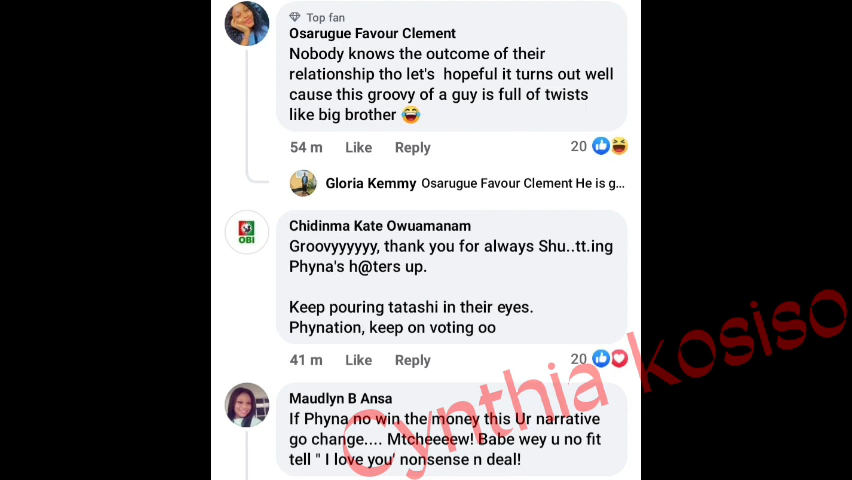 Top fan
Osarugue Favour Clement
Nobody knows the outcome of their
relationship tho let's hopeful it turns out well
cause this groovy of a guy is full of twists
like big brother 😂
54 m Like Reply 20
Gloria Kemmy Osarugue Favour Clement He is g...
OBI
Chidinma Kate Owuamanam
Groovyyyyyy, thank you for always Shu..tt.ing
Phyna's h@ters up.
Keep pouring tatashi in their eyes.
Phynation, keep on voting oo
41 m Like Reply 20
Maudlyn B Ansa
If Phyna no win the money this Ur narrative
go change.... Mtcheeeew! Babe wey u no fit
tell " I love you' nonsense n deal!
Cynthia kosiso